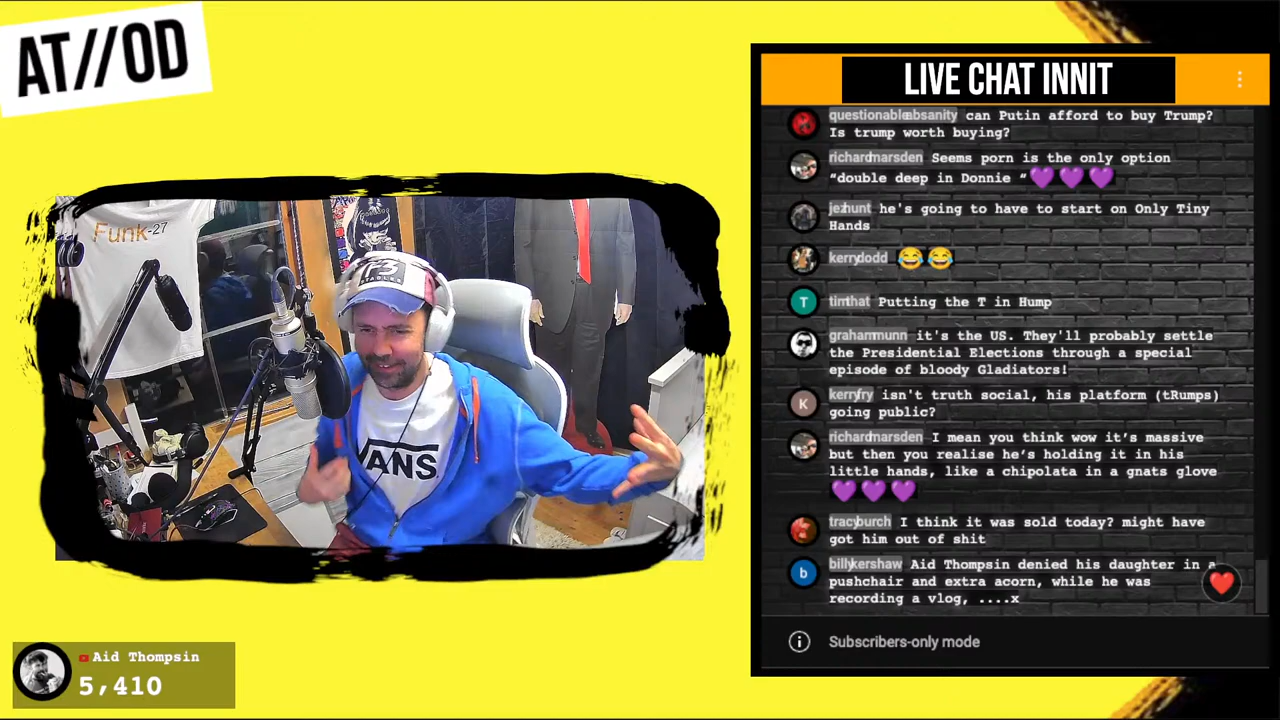 AT//OD
LIVE CHAT INNIT
questionableabsanity can Putin afford to buy Trump?
Is trump worth buying?
richardmarsden Seems porn is the only option
“double deep in Donnie “💜💜💜
jezhunt he's going to have to start on Only Tiny
Hands
kerrydodd 😂😂
T timthat Putting the T in Hump
grahammunn it's the US. They'll probably settle
the Presidential Elections through a special
episode of bloody Gladiators!
K kerryfry isn't truth social, his platform (tRumps)
going public?
richardmarsden I mean you think wow it’s massive
but then you realise he’s holding it in his
little hands, like a chipolata in a gnats glove
💜💜💜
tracyburch I think it was sold today? might have
got him out of shit
b billykershaw Aid Thompsin denied his daughter in a
pushchair and extra acorn, while he was
recording a vlog, ....x
Subscribers-only mode
Funk-27
VANS
Aid Thompsin
5,410